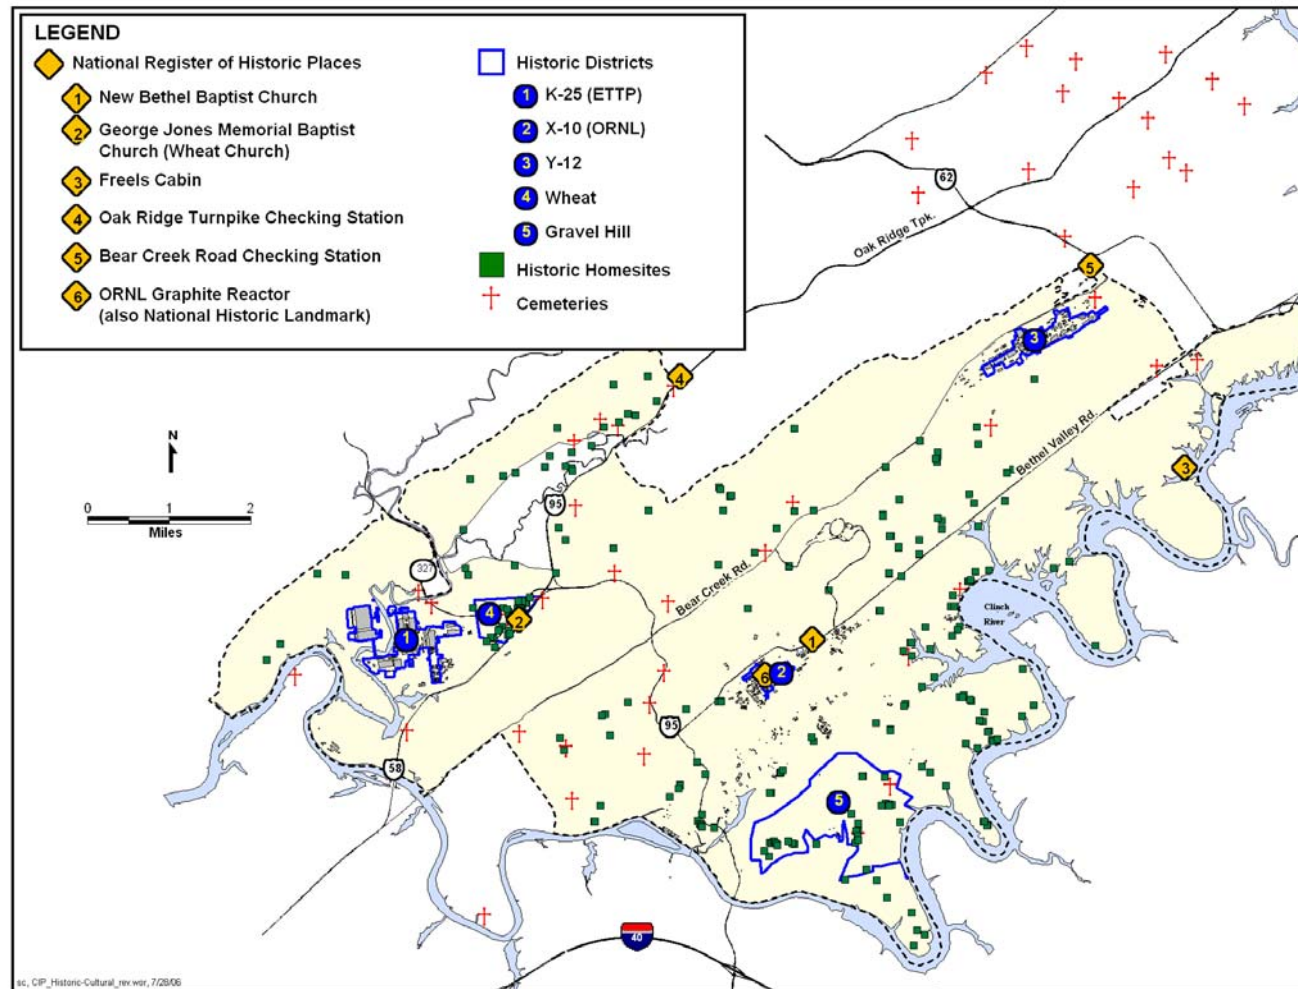 LEGEND
National Register of Historic Places
1 New Bethel Baptist Church
2 George Jones Memorial Baptist
Church (Wheat Church)
3 Freels Cabin
4 Oak Ridge Turnpike Checking Station
5 Bear Creek Road Checking Station
6 ORNL Graphite Reactor
(also National Historic Landmark)
Historic Districts
1 K-25 (ETTP)
2 X-10 (ORNL)
3 Y-12
4 Wheat
5 Gravel Hill
Historic Homesites
Cemeteries
62
Oak Ridge Tpk.
5
3
4
N
0 1 2
Miles
Bethel Valley Rd.
3
95
327
Bear Creek Rd.
Clinch
River
4
2
1
1
6 2
95
58
5
40
sc, CIP_Historic-Cultural_rev.wor, 7/28/06